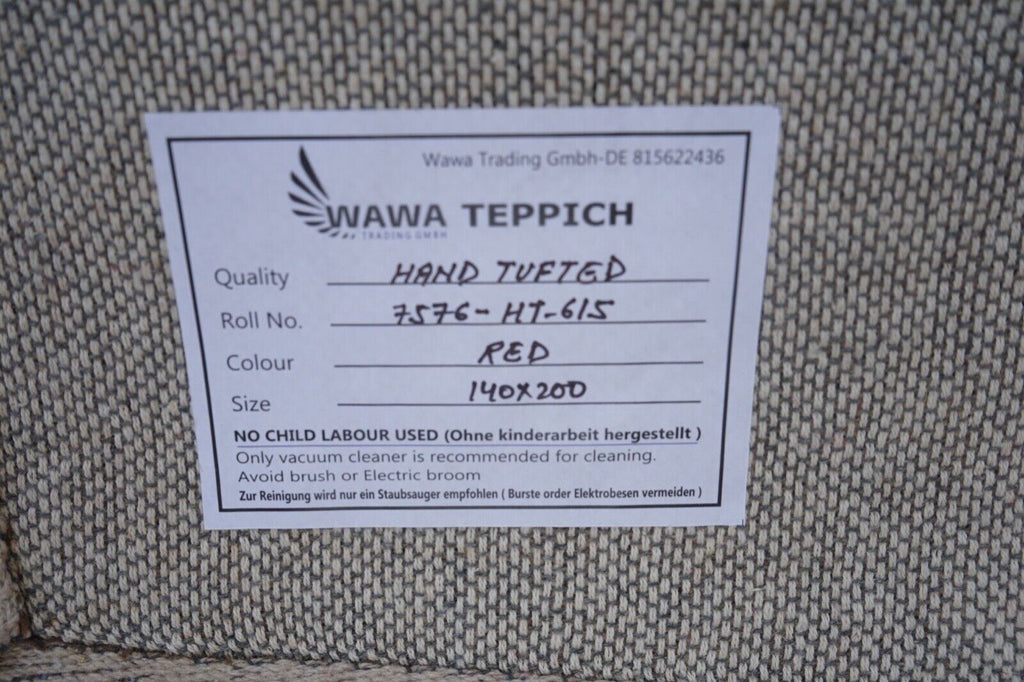 Wawa Trading Gmbh-DE 815622436
WAWA TEPPICH
TRADING GMBH
Quality HAND TUFTED
Roll No. 7576-HT-615
Colour RED
Size 140x200
NO CHILD LABOUR USED (Ohne kinderarbeit hergestellt )
Only vacuum cleaner is recommended for cleaning.
Avoid brush or Electric broom
Zur Reinigung wird nur ein Staubsauger empfohlen ( Burste order Elektrobesen vermeiden )